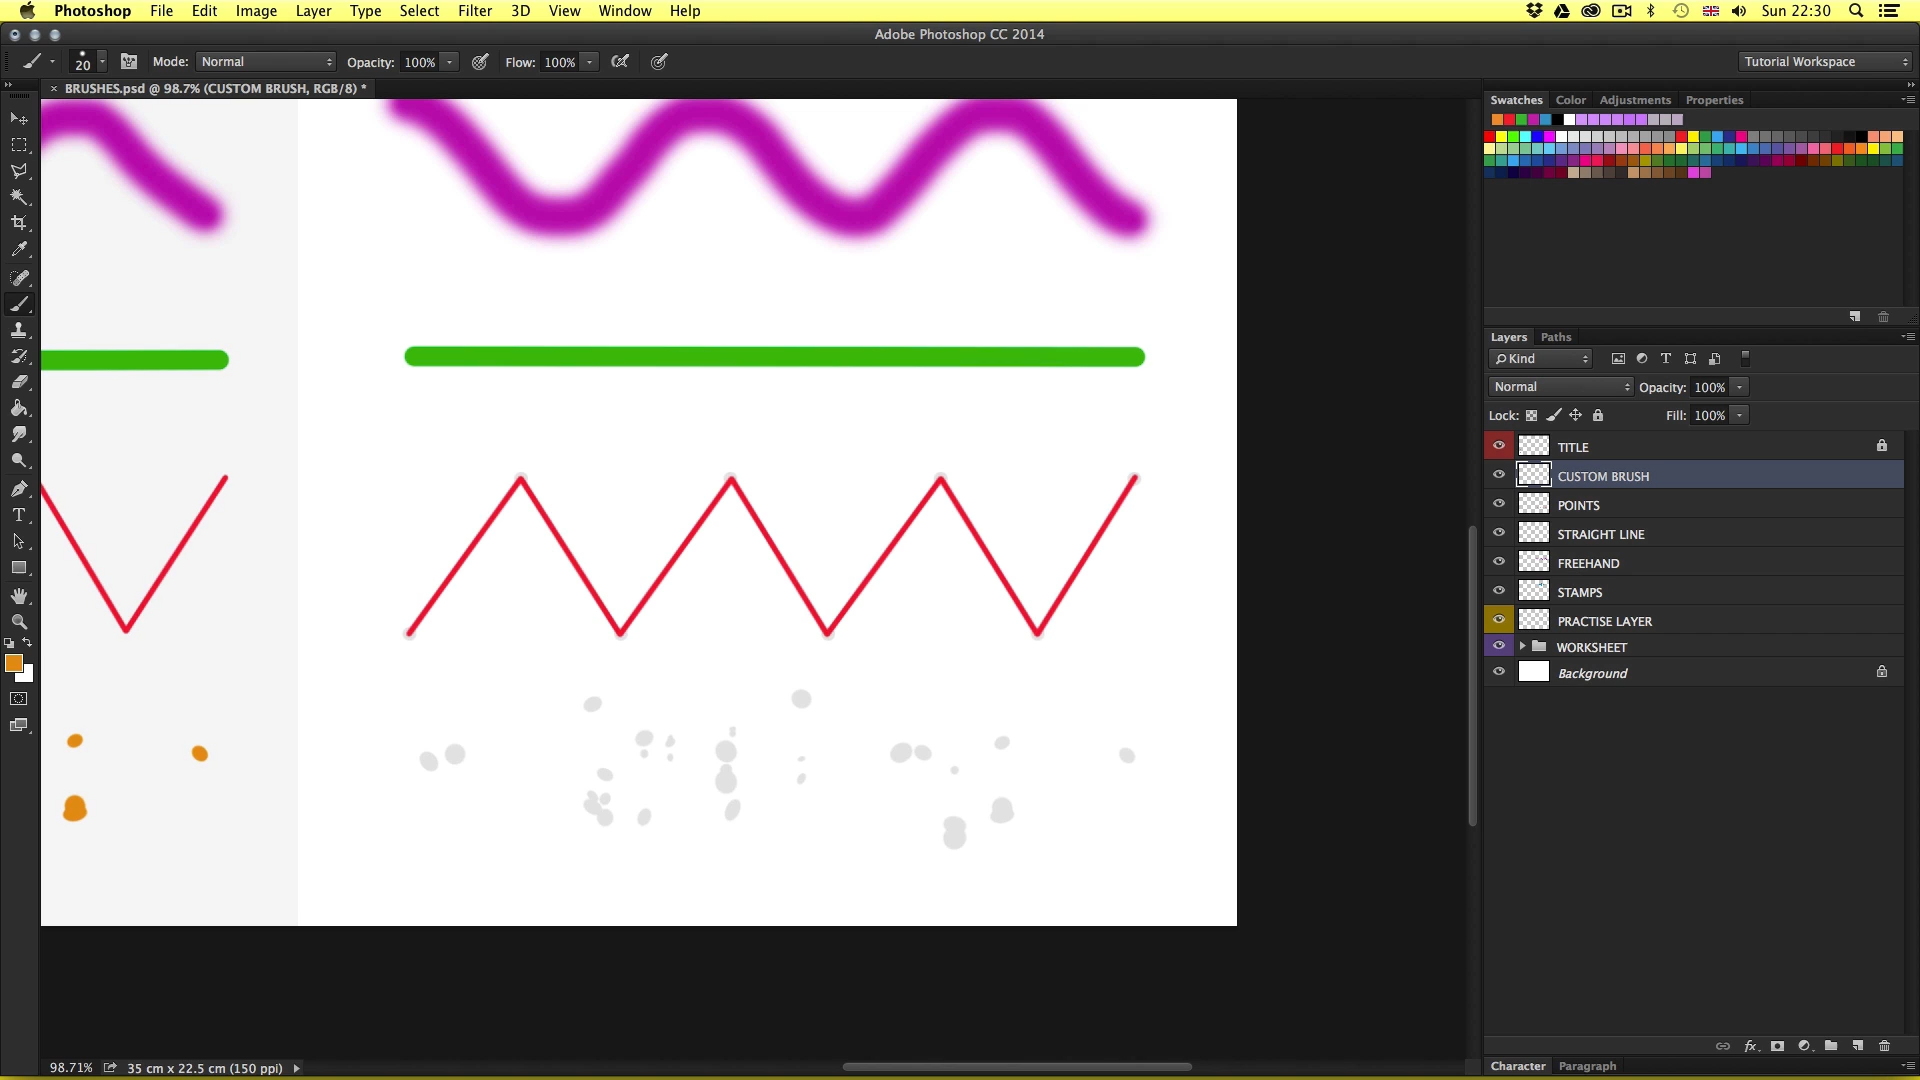 Photoshop File Edit Image Layer Type Select Filter 3D View Window Help Sun 22:30
Adobe Photoshop CC 2014
20 Mode: Normal Opacity: 100% Flow: 100% Tutorial Workspace
BRUSHES.psd @ 98.7% (CUSTOM BRUSH, RGB/8) *
Swatches Color Adjustments Properties
Layers Paths
Kind
Normal Opacity: 100%
Lock: Fill: 100%
TITLE
CUSTOM BRUSH
POINTS
STRAIGHT LINE
FREEHAND
STAMPS
PRACTISE LAYER
WORKSHEET
Background
98.71% 35 cm x 22.5 cm (150 ppi)
Character Paragraph